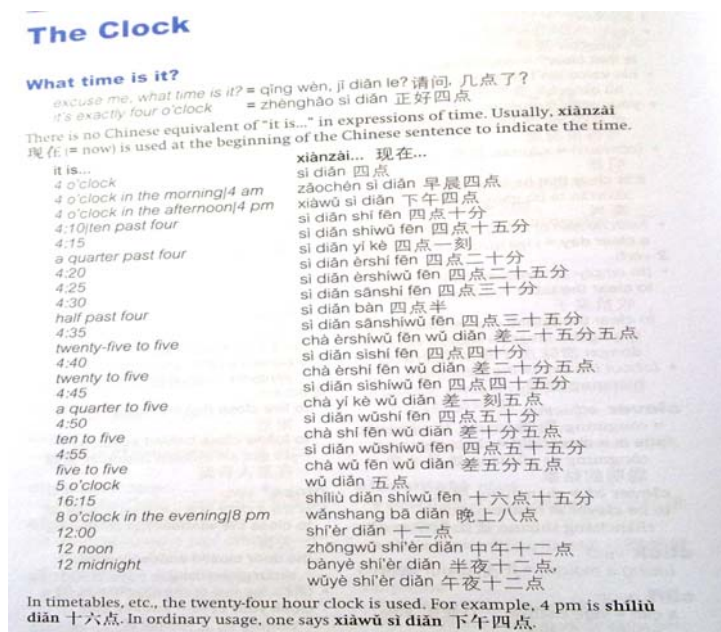 The Clock
What time is it?
excuse me, what time is it? = qǐng wèn, jǐ diǎn le? 请问, 几点了?
it's exactly four o'clock = zhènghǎo sì diǎn 正好四点
There is no Chinese equivalent of "it is..." in expressions of time. Usually, xiànzài
现在 (= now) is used at the beginning of the Chinese sentence to indicate the time.
it is... xiànzài... 现在...
4 o'clock sì diǎn 四点
4 o'clock in the morning|4 am zǎochén sì diǎn 早晨四点
4 o'clock in the afternoon|4 pm xiàwǔ sì diǎn 下午四点
4:10|ten past four sì diǎn shí fēn 四点十分
4:15 sì diǎn shíwǔ fēn 四点十五分
a quarter past four sì diǎn yí kè 四点一刻
4:20 sì diǎn èrshí fēn 四点二十分
4:25 sì diǎn èrshíwǔ fēn 四点二十五分
4:30 sì diǎn sānshí fēn 四点三十分
half past four sì diǎn bàn 四点半
4:35 sì diǎn sānshíwǔ fēn 四点三十五分
twenty-five to five chà èrshíwǔ fēn wǔ diǎn 差二十五分五点
4:40 sì diǎn sìshí fēn 四点四十分
twenty to five chà èrshí fēn wǔ diǎn 差二十分五点
4:45 sì diǎn sìshíwǔ fēn 四点四十五分
a quarter to five chà yí kè wǔ diǎn 差一刻五点
4:50 sì diǎn wǔshí fēn 四点五十分
ten to five chà shí fēn wǔ diǎn 差十分五点
4:55 sì diǎn wǔshíwǔ fēn 四点五十五分
five to five chà wǔ fēn wǔ diǎn 差五分五点
5 o'clock wǔ diǎn 五点
16:15 shíliù diǎn shíwǔ fēn 十六点十五分
8 o'clock in the evening|8 pm wǎnshang bā diǎn 晚上八点
12:00 shí'èr diǎn 十二点
12 noon zhōngwǔ shí'èr diǎn 中午十二点
12 midnight bànyè shí'èr diǎn 半夜十二点,
wǔyè shí'èr diǎn 午夜十二点
In timetables, etc., the twenty-four hour clock is used. For example, 4 pm is shíliù
diǎn 十六点. In ordinary usage, one says xiàwǔ sì diǎn 下午四点.